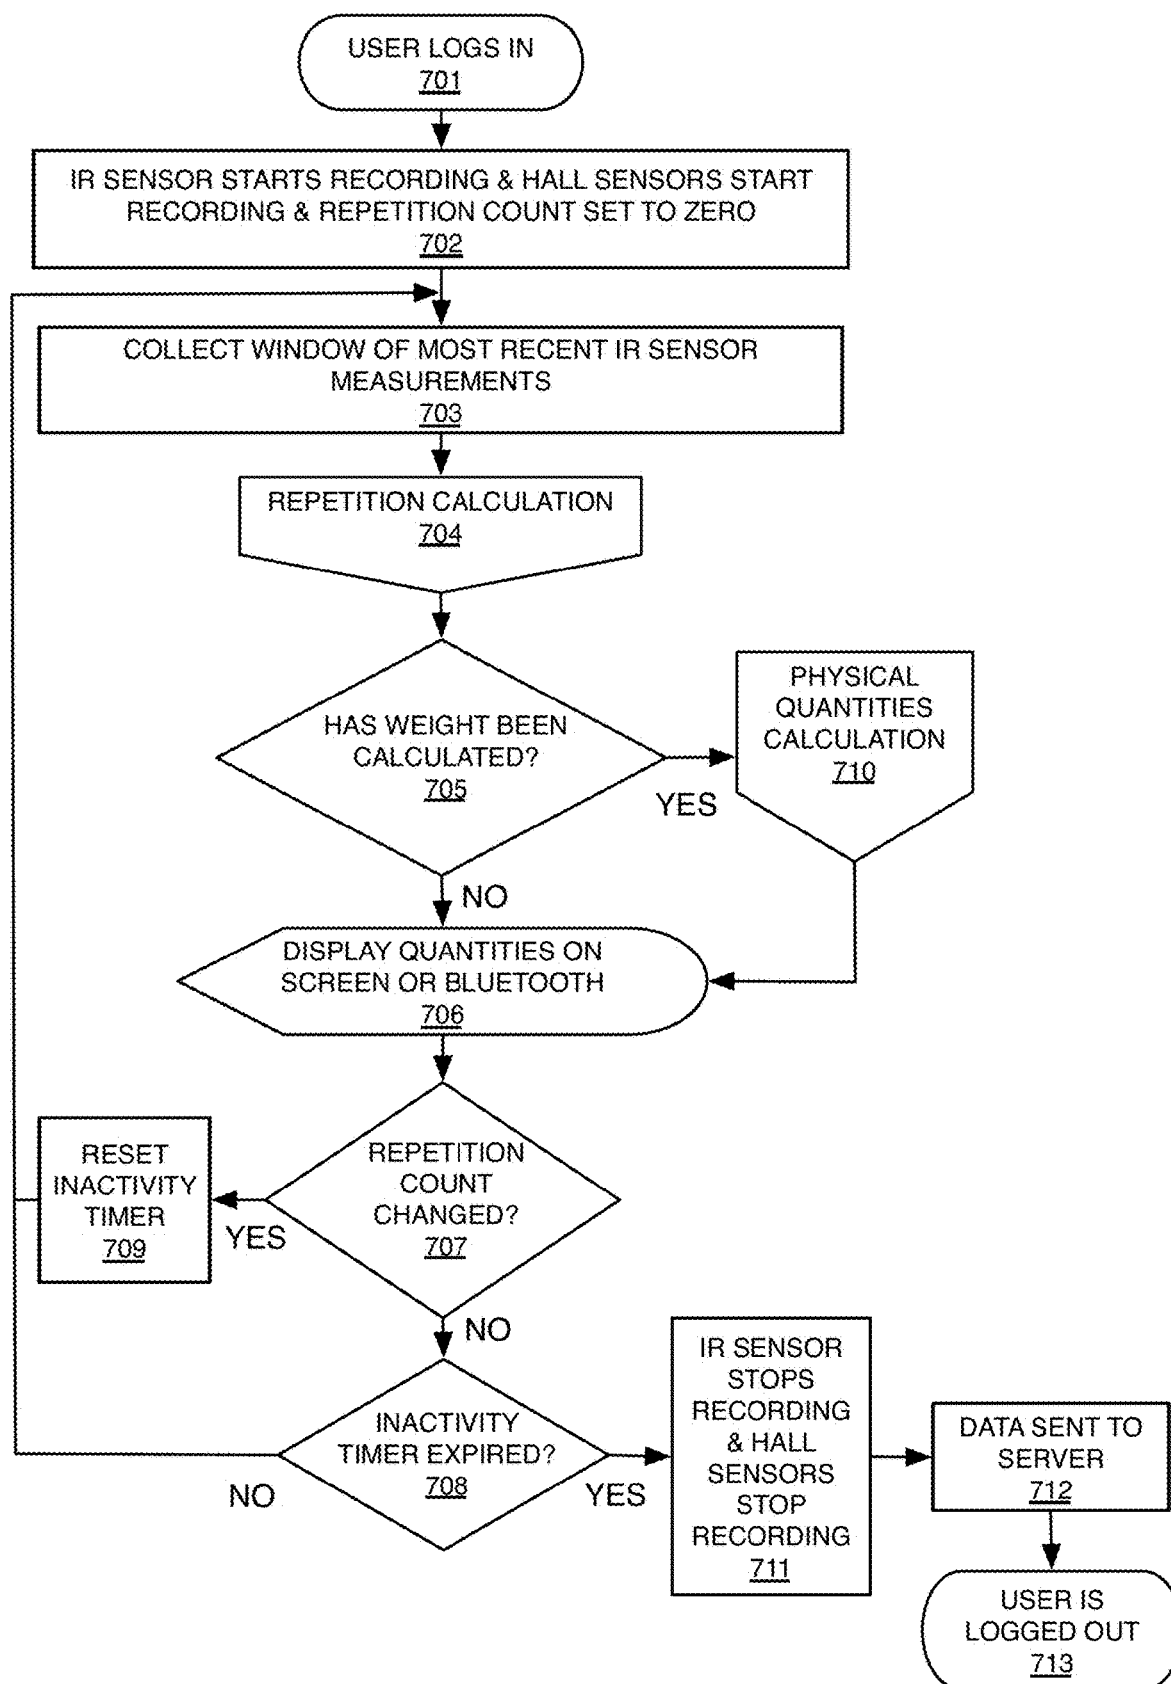 USER LOGS IN
701
IR SENSOR STARTS RECORDING & HALL SENSORS START
RECORDING & REPETITION COUNT SET TO ZERO
702
COLLECT WINDOW OF MOST RECENT IR SENSOR
MEASUREMENTS
703
REPETITION CALCULATION
704
HAS WEIGHT BEEN
CALCULATED?
705
YES
PHYSICAL
QUANTITIES
CALCULATION
710
NO
DISPLAY QUANTITIES ON
SCREEN OR BLUETOOTH
706
REPETITION
COUNT
CHANGED?
707
YES
RESET
INACTIVITY
TIMER
709
NO
INACTIVITY
TIMER EXPIRED?
708
NO
YES
IR SENSOR
STOPS
RECORDING
& HALL
SENSORS
STOP
RECORDING
711
DATA SENT TO
SERVER
712
USER IS
LOGGED OUT
713